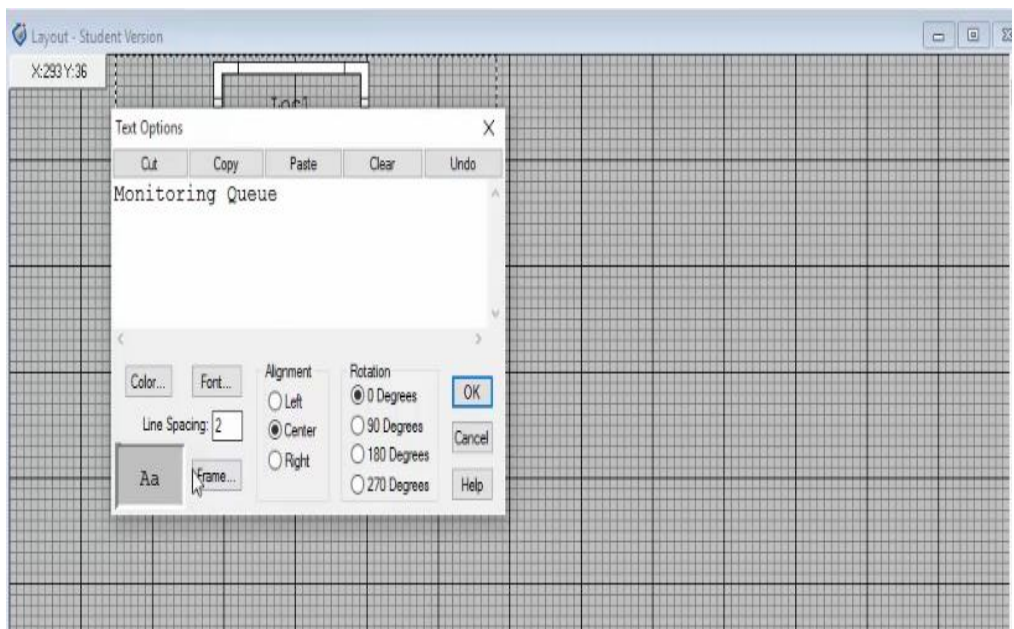 Layout - Student Version
X:293 Y:36
Loc1
Text Options
X
Cut Copy Paste Clear Undo
Monitoring Queue
Color... Font... Alignment Rotation
Left 0 Degrees OK
Line Spacing: 2 Center 90 Degrees Cancel
Right 180 Degrees
Aa Frame... 270 Degrees Help